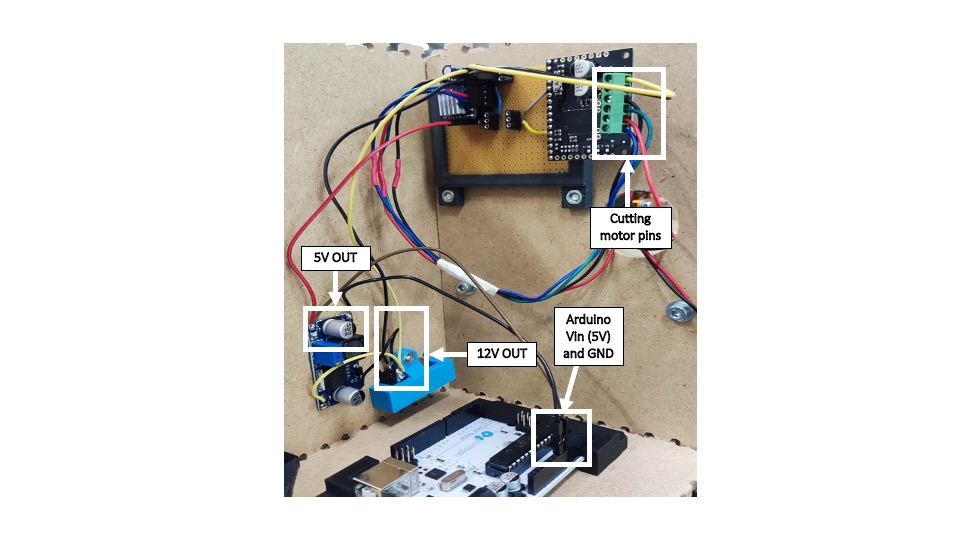 Cutting
motor pins
5V OUT
Arduino
Vin (5V)
and GND
12V OUT